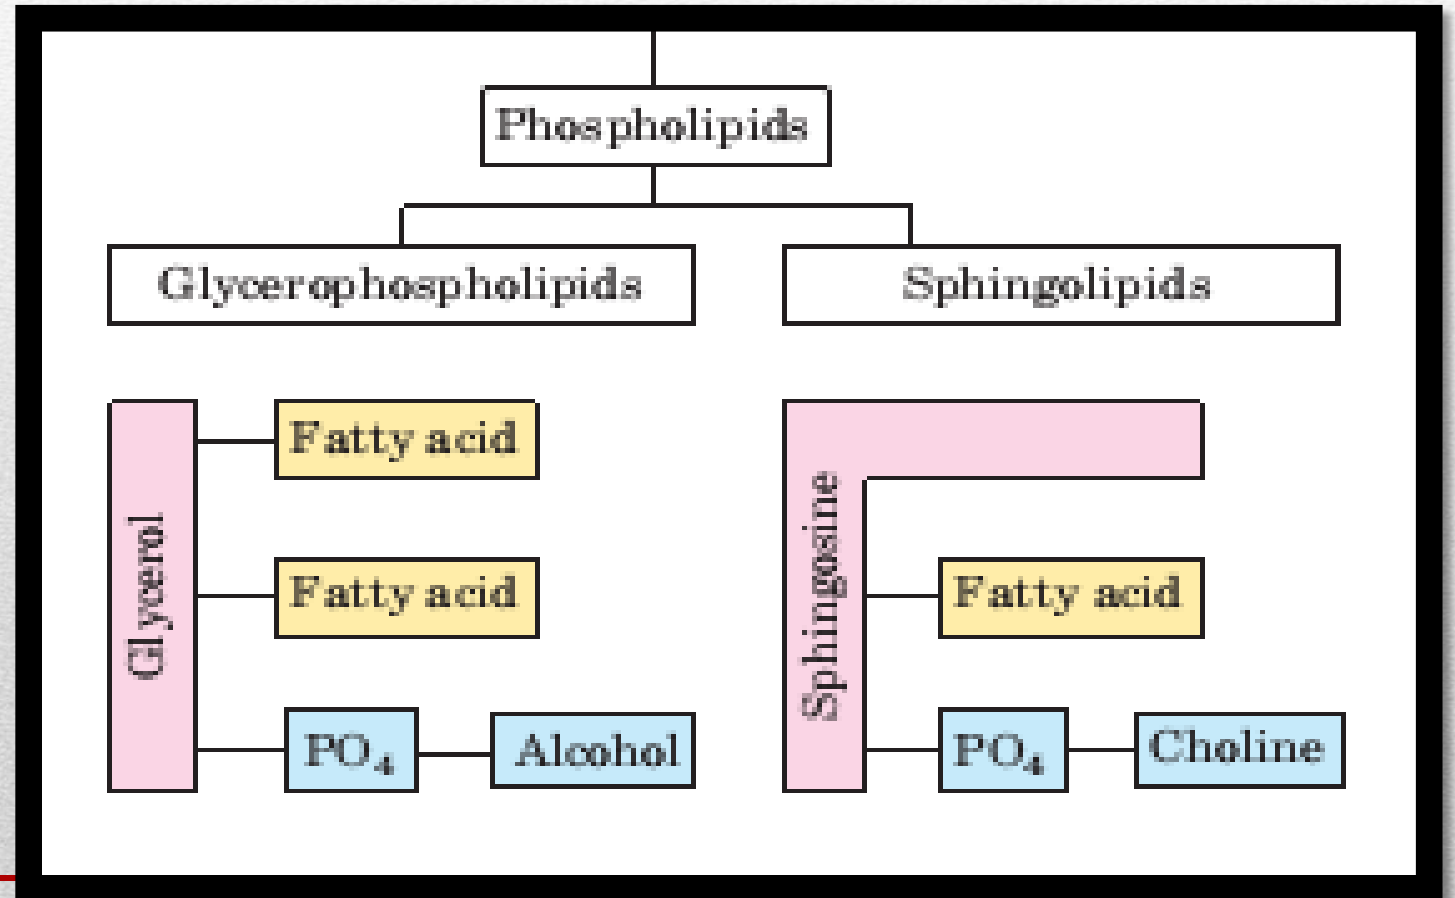 Phospholipids
Glycerophospholipids
Sphingolipids
Glycerol
Fatty acid
Fatty acid
PO₄
Alcohol
Sphingosine
Fatty acid
PO₄
Choline